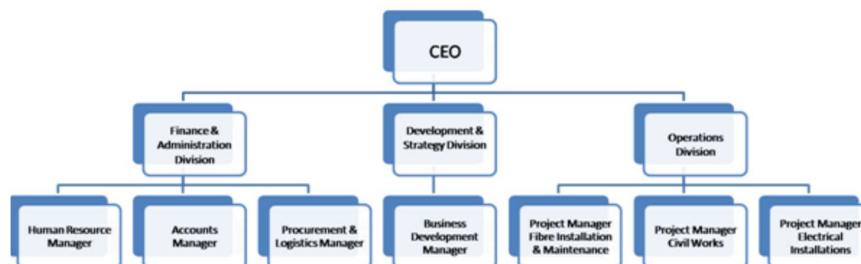 CEO
Finance &
Administration
Division
Development &
Strategy Division
Operations
Division
Human Resource
Manager
Accounts
Manager
Procurement &
Logistics Manager
Business
Development
Manager
Project Manager
Fibre Installation
& Maintenance
Project Manager
Civil Works
Project Manager
Electrical
Installations